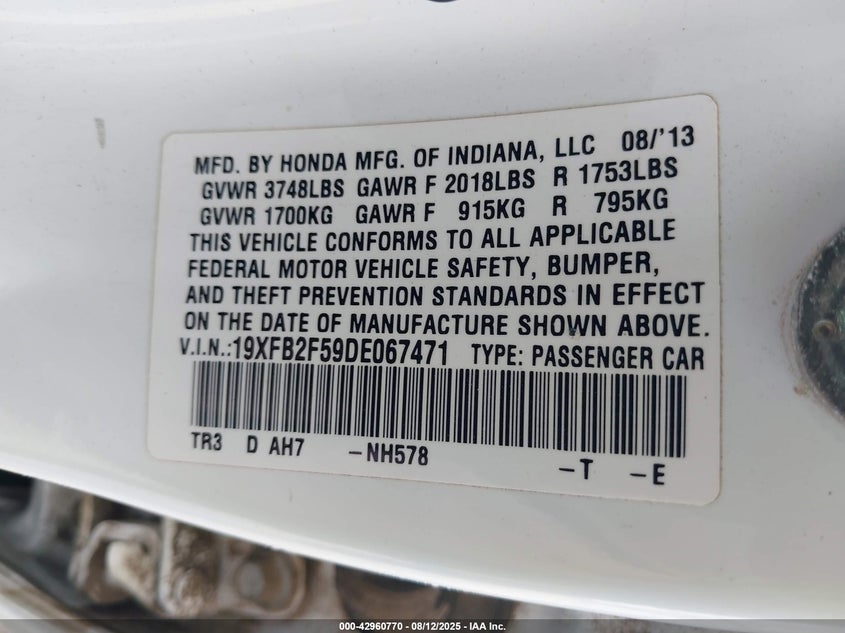 MFD. BY HONDA MFG. OF INDIANA, LLC 08/'13
GVWR 3748LBS GAWR F 2018LBS R 1753LBS
GVWR 1700KG GAWR F 915KG R 795KG
THIS VEHICLE CONFORMS TO ALL APPLICABLE
FEDERAL MOTOR VEHICLE SAFETY, BUMPER,
AND THEFT PREVENTION STANDARDS IN EFFECT
ON THE DATE OF MANUFACTURE SHOWN ABOVE.
V.I.N.:19XFB2F59DE067471 TYPE: PASSENGER CAR
TR3 D AH7 -NH578 -T -E
000-42960770 - 08/12/2025 - IAA Inc.